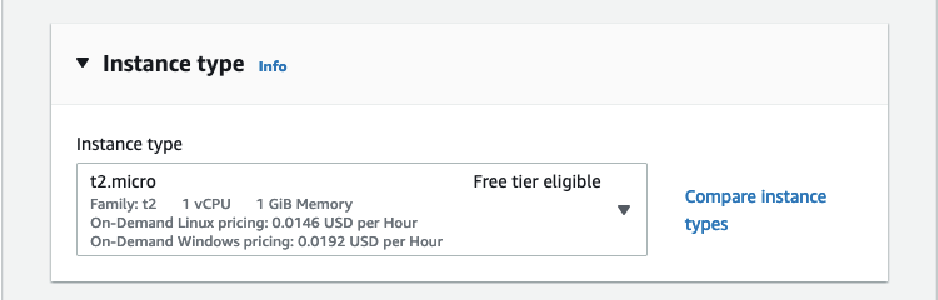 Instance type Info
Instance type
t2.micro Free tier eligible
Family: t2 1 vCPU 1 GiB Memory
On-Demand Linux pricing: 0.0146 USD per Hour
On-Demand Windows pricing: 0.0192 USD per Hour
Compare instance
types